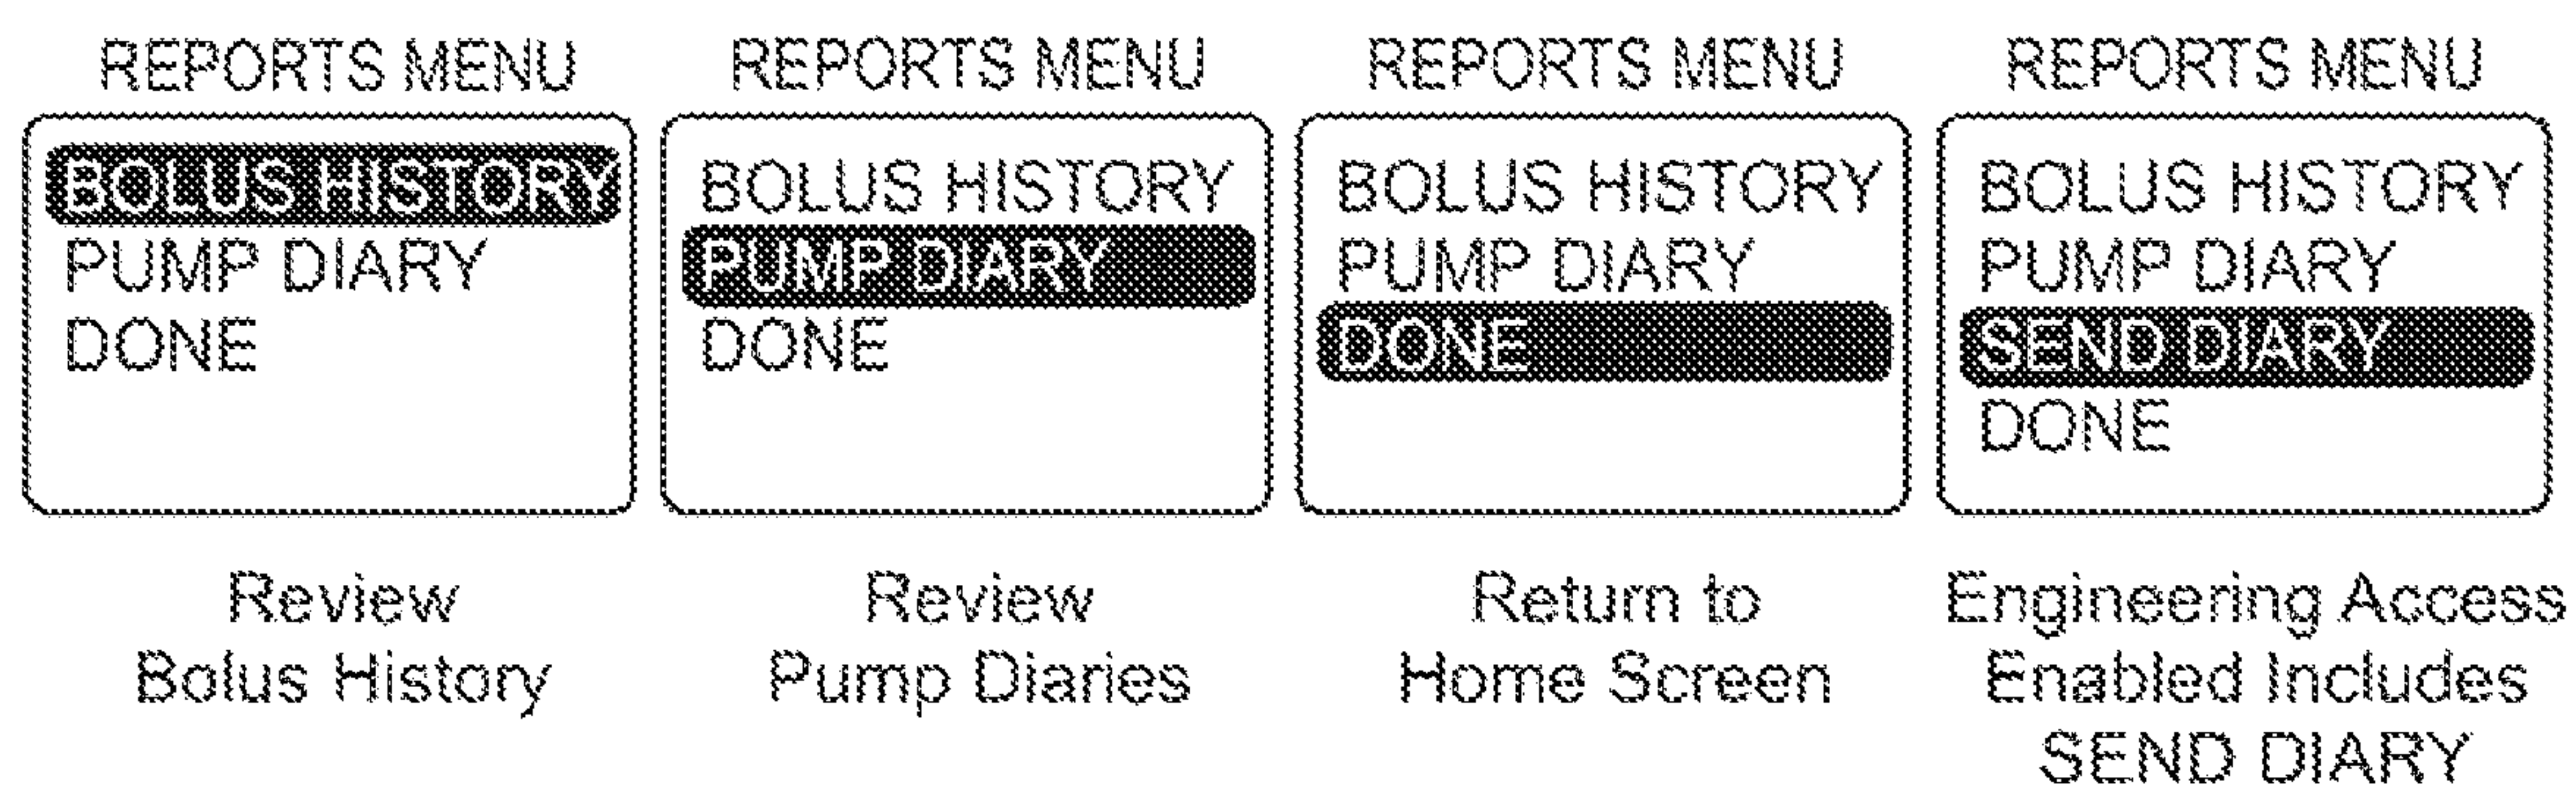 REPORTS MENU
BOLUS HISTORY
PUMP DIARY
DONE
Review
Bolus History
REPORTS MENU
BOLUS HISTORY
PUMP DIARY
DONE
Review
Pump Diaries
REPORTS MENU
BOLUS HISTORY
PUMP DIARY
DONE
Return to
Home Screen
REPORTS MENU
BOLUS HISTORY
PUMP DIARY
SEND DIARY
DONE
Engineering Access
Enabled Includes
SEND DIARY